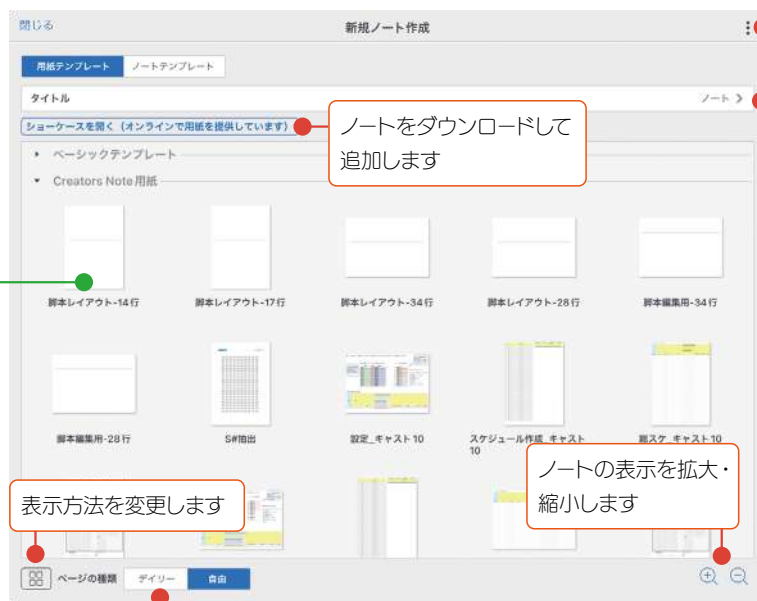 閉じる
新規ノート作成
用紙テンプレート
ノートテンプレート
タイトル
ノート >
ショーケースを開く（オンラインで用紙を提供しています）
ノートをダウンロードして
追加します
ベーシックテンプレート
Creators Note用紙
脚本レイアウト-14行
脚本レイアウト-17行
脚本レイアウト-34行
脚本レイアウト-28行
脚本編集用-34行
脚本編集用-28行
S#抽出
設定_キャスト10
スケジュール作成_キャスト
10
総スケ_キャスト10
ノートの表示を拡大・
縮小します
表示方法を変更します
ページの種類
デイリー
自由